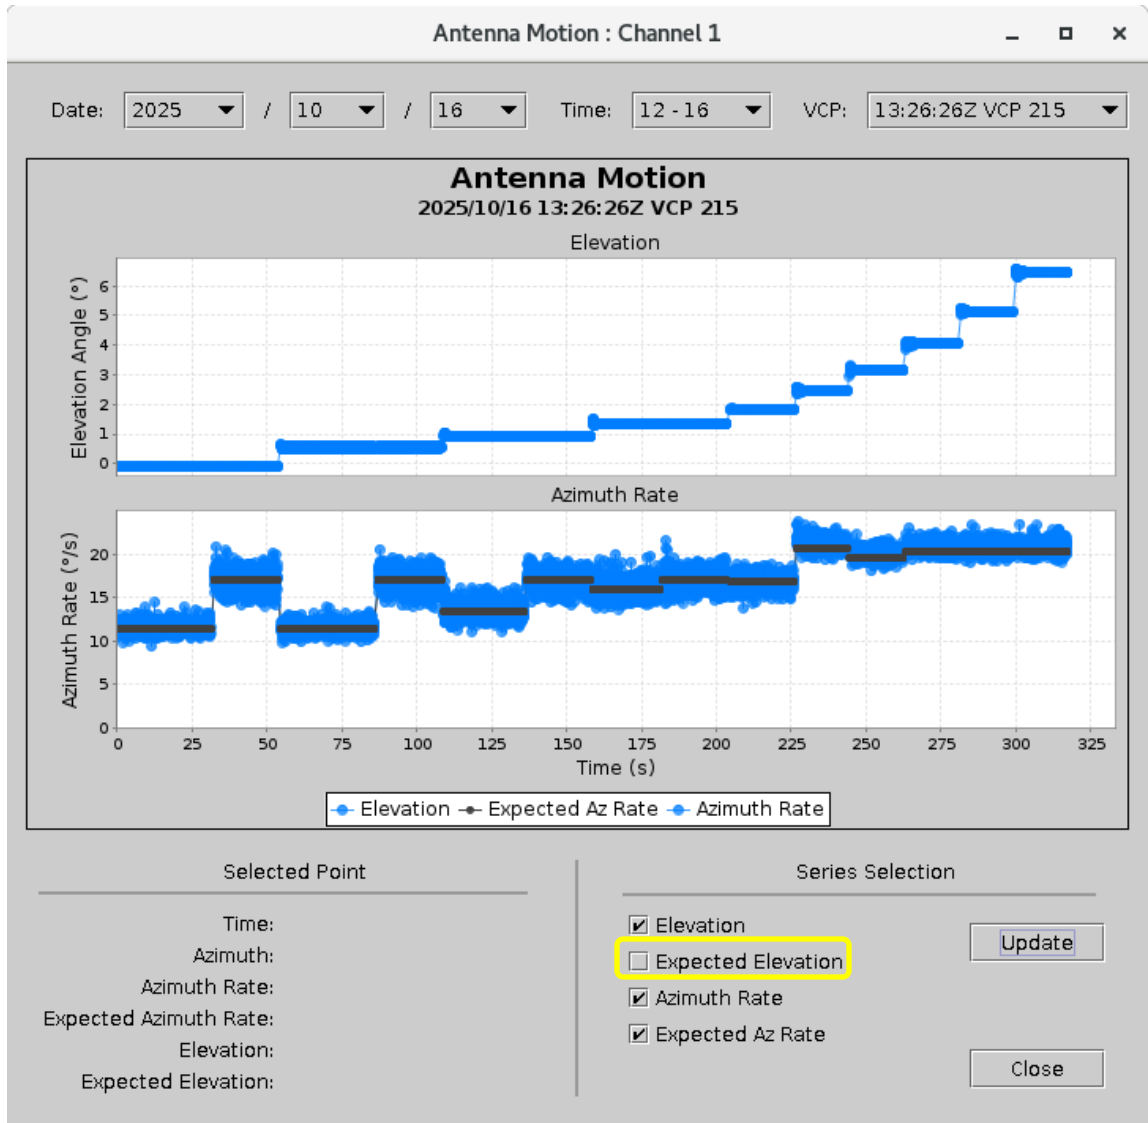 Antenna Motion : Channel 1
Date: 2025 / 10 / 16 Time: 12 - 16 VCP: 13:26:26Z VCP 215
Antenna Motion
2025/10/16 13:26:26Z VCP 215
Elevation
Elevation Angle (°)
6
5
4
3
2
1
0
Azimuth Rate
Azimuth Rate (°/s)
20
15
10
5
0
0 25 50 75 100 125 150 175 200 225 250 275 300 325
Time (s)
Elevation Expected Az Rate Azimuth Rate
Selected Point
Time:
Azimuth:
Azimuth Rate:
Expected Azimuth Rate:
Elevation:
Expected Elevation:
Series Selection
Elevation
Expected Elevation
Azimuth Rate
Expected Az Rate
Update
Close